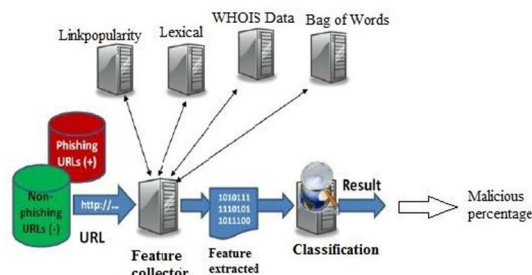 Linkpopularity
Lexical
WHOIS Data
Bag of Words
Phishing
URLs (+)
Non-
phishing
URLs (-)
http://...
URL
Feature
collector
1010111
1110101
1011100
Feature
extracted
Classification
Result
Malicious
percentage